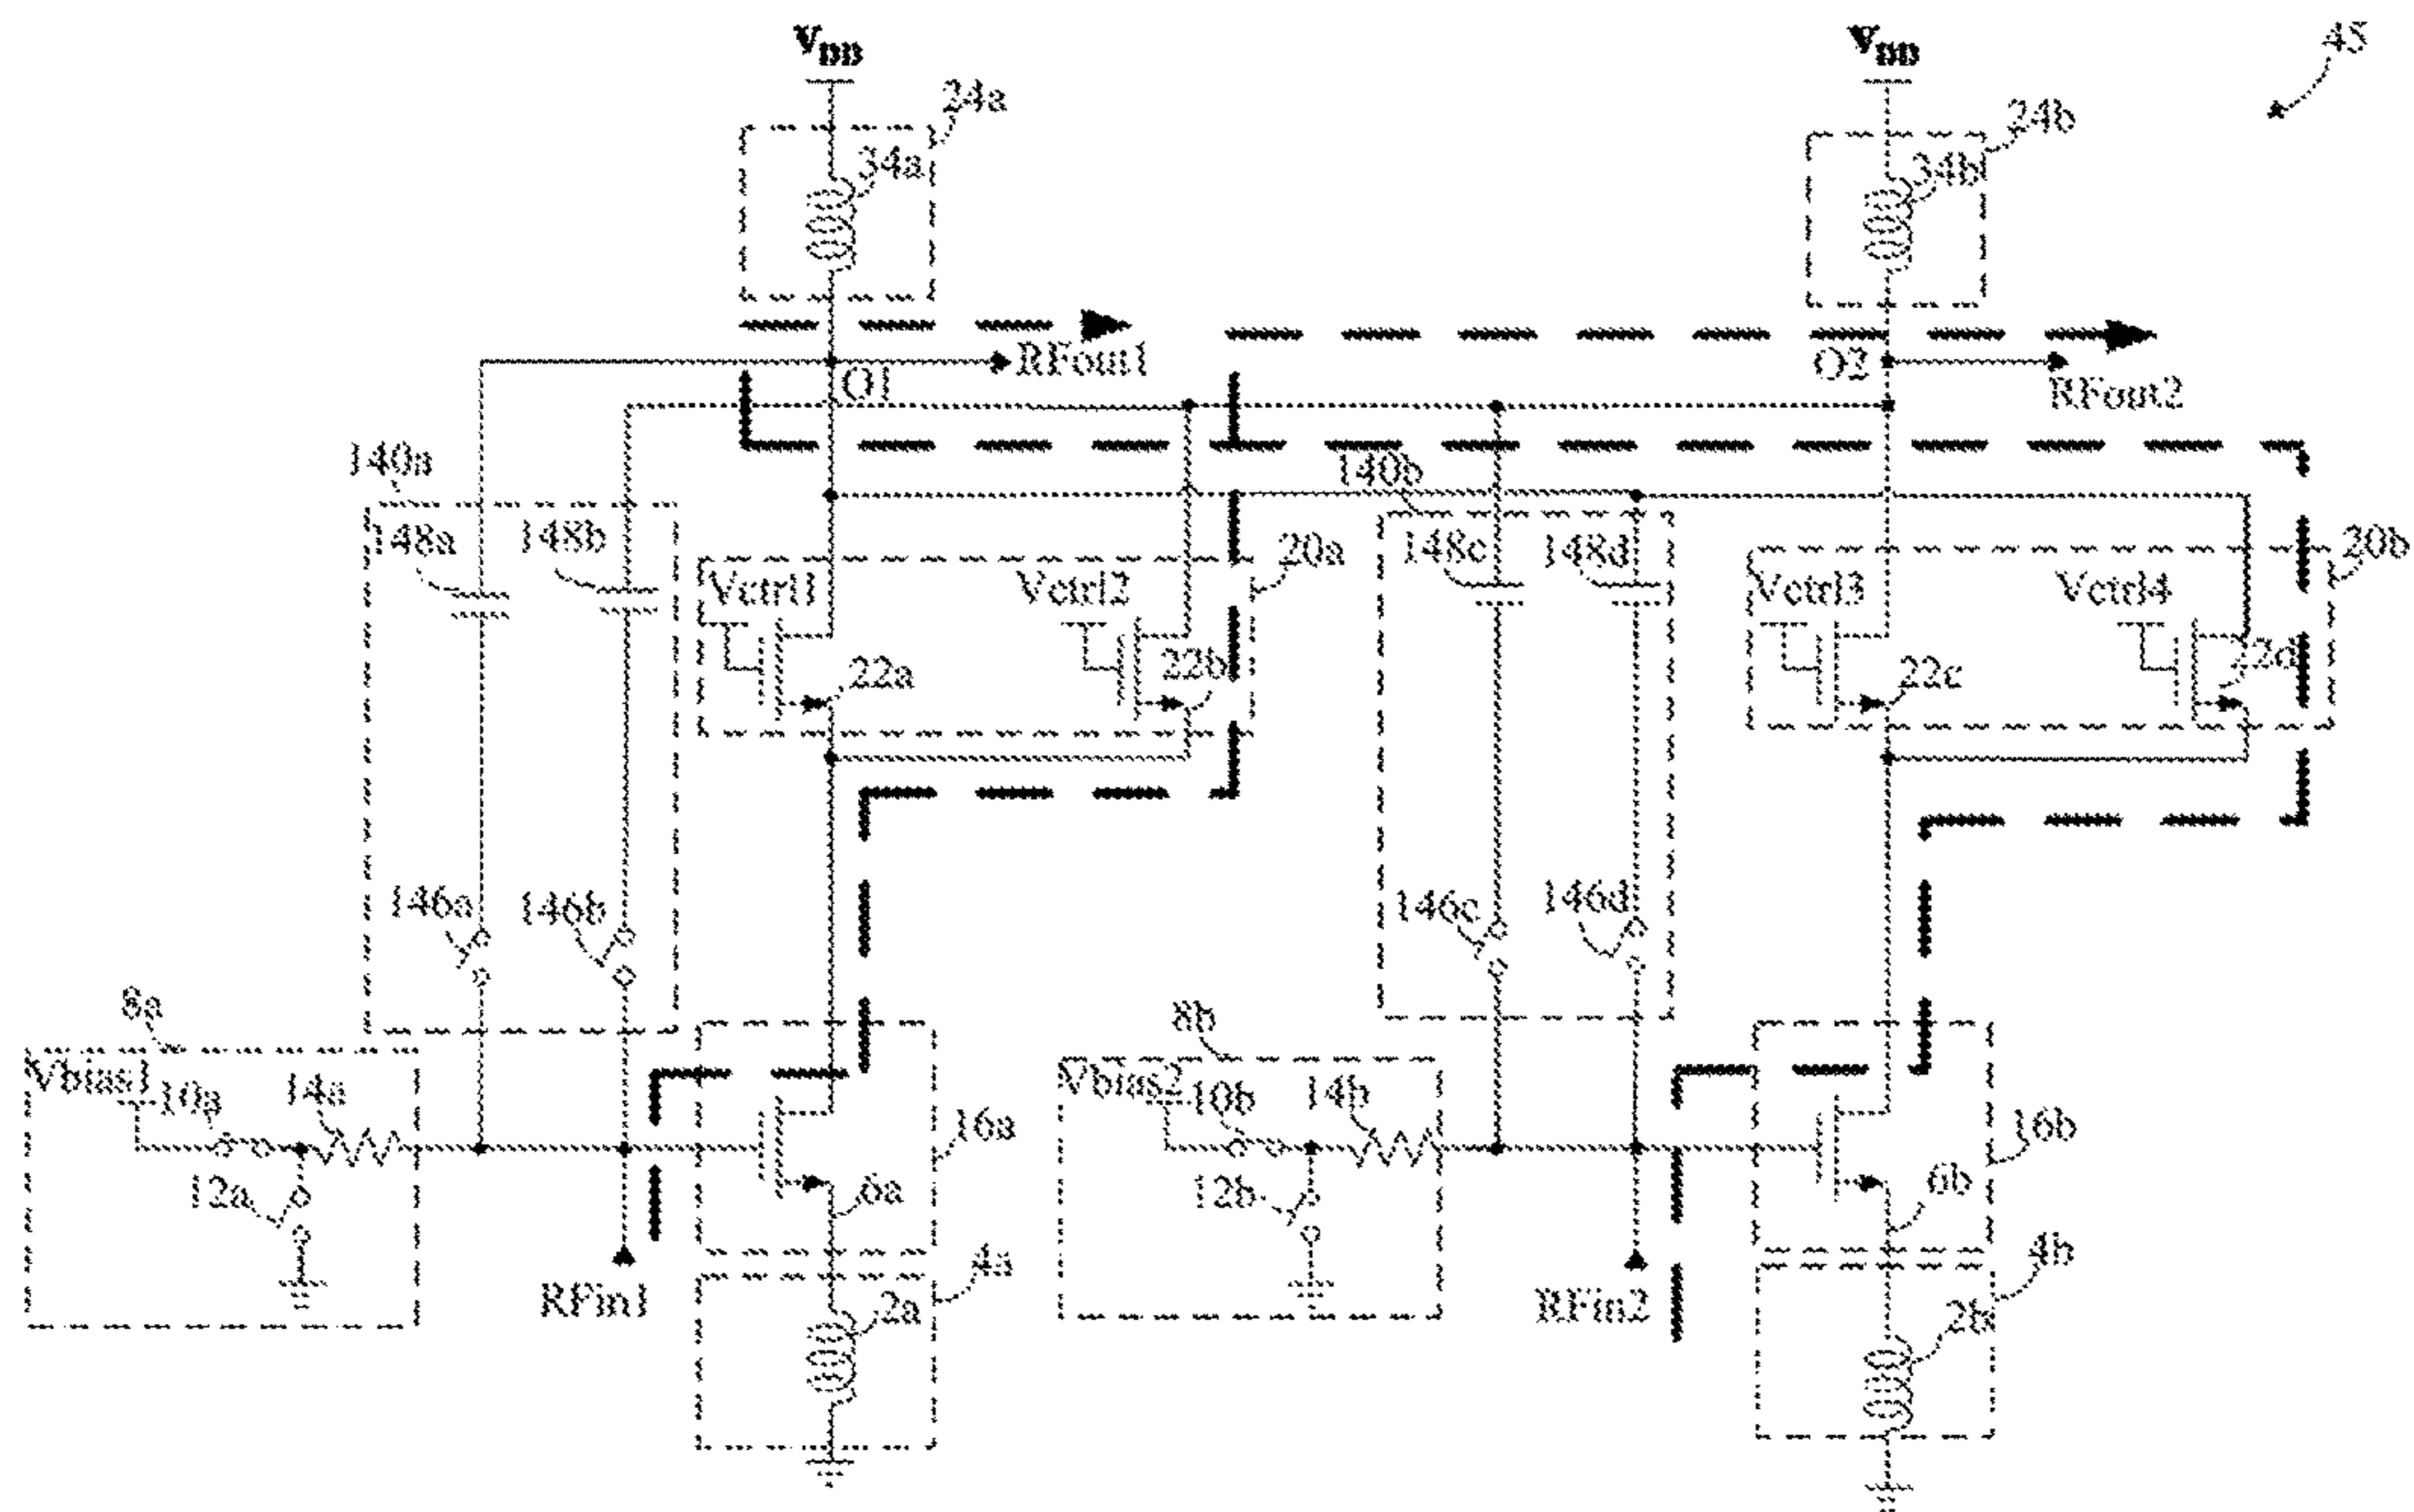 VDD
VDD
45
24a
24b
34a
34b
RFout1
O1
O2
RFout2
140a
140b
148a
148b
148c
148d
20a
20b
Vctrl1
Vctrl2
Vctrl3
Vctrl4
22a
22b
22c
22d
146a
146b
146c
146d
8a
8b
Vbias1
10a
14a
Vbias2
10b
14b
16a
16b
12a
12b
6a
6b
RFin1
RFin2
4a
4b
2a
2b